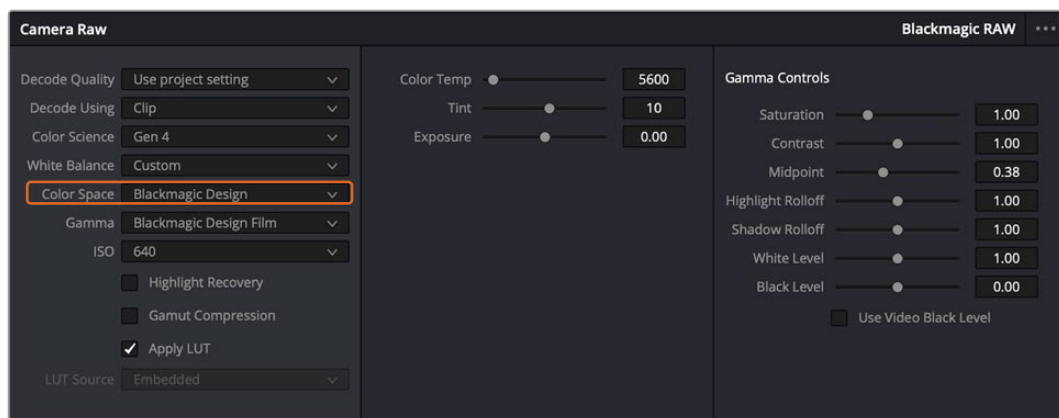 Camera Raw
Blackmagic RAW
Decode Quality Use project setting
Decode Using Clip
Color Science Gen 4
White Balance Custom
Color Space Blackmagic Design
Gamma Blackmagic Design Film
ISO 640
Highlight Recovery
Gamut Compression
Apply LUT
LUT Source Embedded
Color Temp 5600
Tint 10
Exposure 0.00
Gamma Controls
Saturation 1.00
Contrast 1.00
Midpoint 0.38
Highlight Rolloff 1.00
Shadow Rolloff 1.00
White Level 1.00
Black Level 0.00
Use Video Black Level